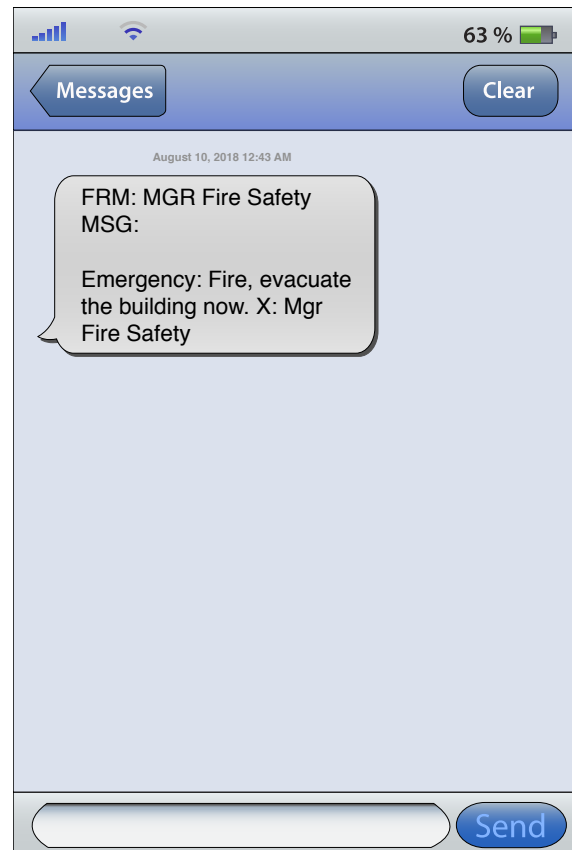 63 %
Messages
Clear
August 10, 2018 12:43 AM
FRM: MGR Fire Safety
MSG:
Emergency: Fire, evacuate
the building now. X: Mgr
Fire Safety
Send